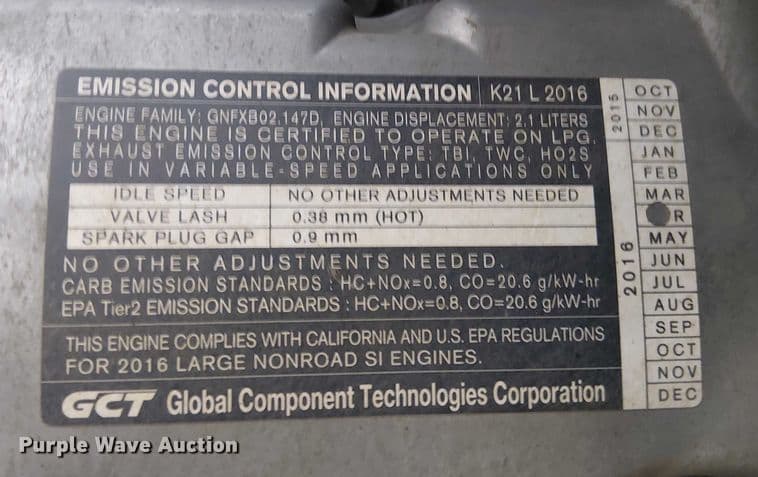 EMISSION CONTROL INFORMATION K21 L 2016
ENGINE FAMILY: GNFXB02.147D, ENGINE DISPLACEMENT: 2.1 LITERS
THIS ENGINE IS CERTIFIED TO OPERATE ON LPG.
EXHAUST EMISSION CONTROL TYPE: TBI, TWC, HO2S
USE IN VARIABLE-SPEED APPLICATIONS ONLY
IDLE SPEED NO OTHER ADJUSTMENTS NEEDED
VALVE LASH 0.38 mm (HOT)
SPARK PLUG GAP 0.9 mm
NO OTHER ADJUSTMENTS NEEDED.
CARB EMISSION STANDARDS : HC+NOx=0.8, CO=20.6 g/kW-hr
EPA Tier2 EMISSION STANDARDS : HC+NOx=0.8, CO=20.6 g/kW-hr
THIS ENGINE COMPLIES WITH CALIFORNIA AND U.S. EPA REGULATIONS
FOR 2016 LARGE NONROAD SI ENGINES.
GCT Global Component Technologies Corporation
2015
OCT
NOV
DEC
2016
JAN
FEB
MAR
R
MAY
JUN
JUL
AUG
SEP
OCT
NOV
DEC
Purple Wave Auction